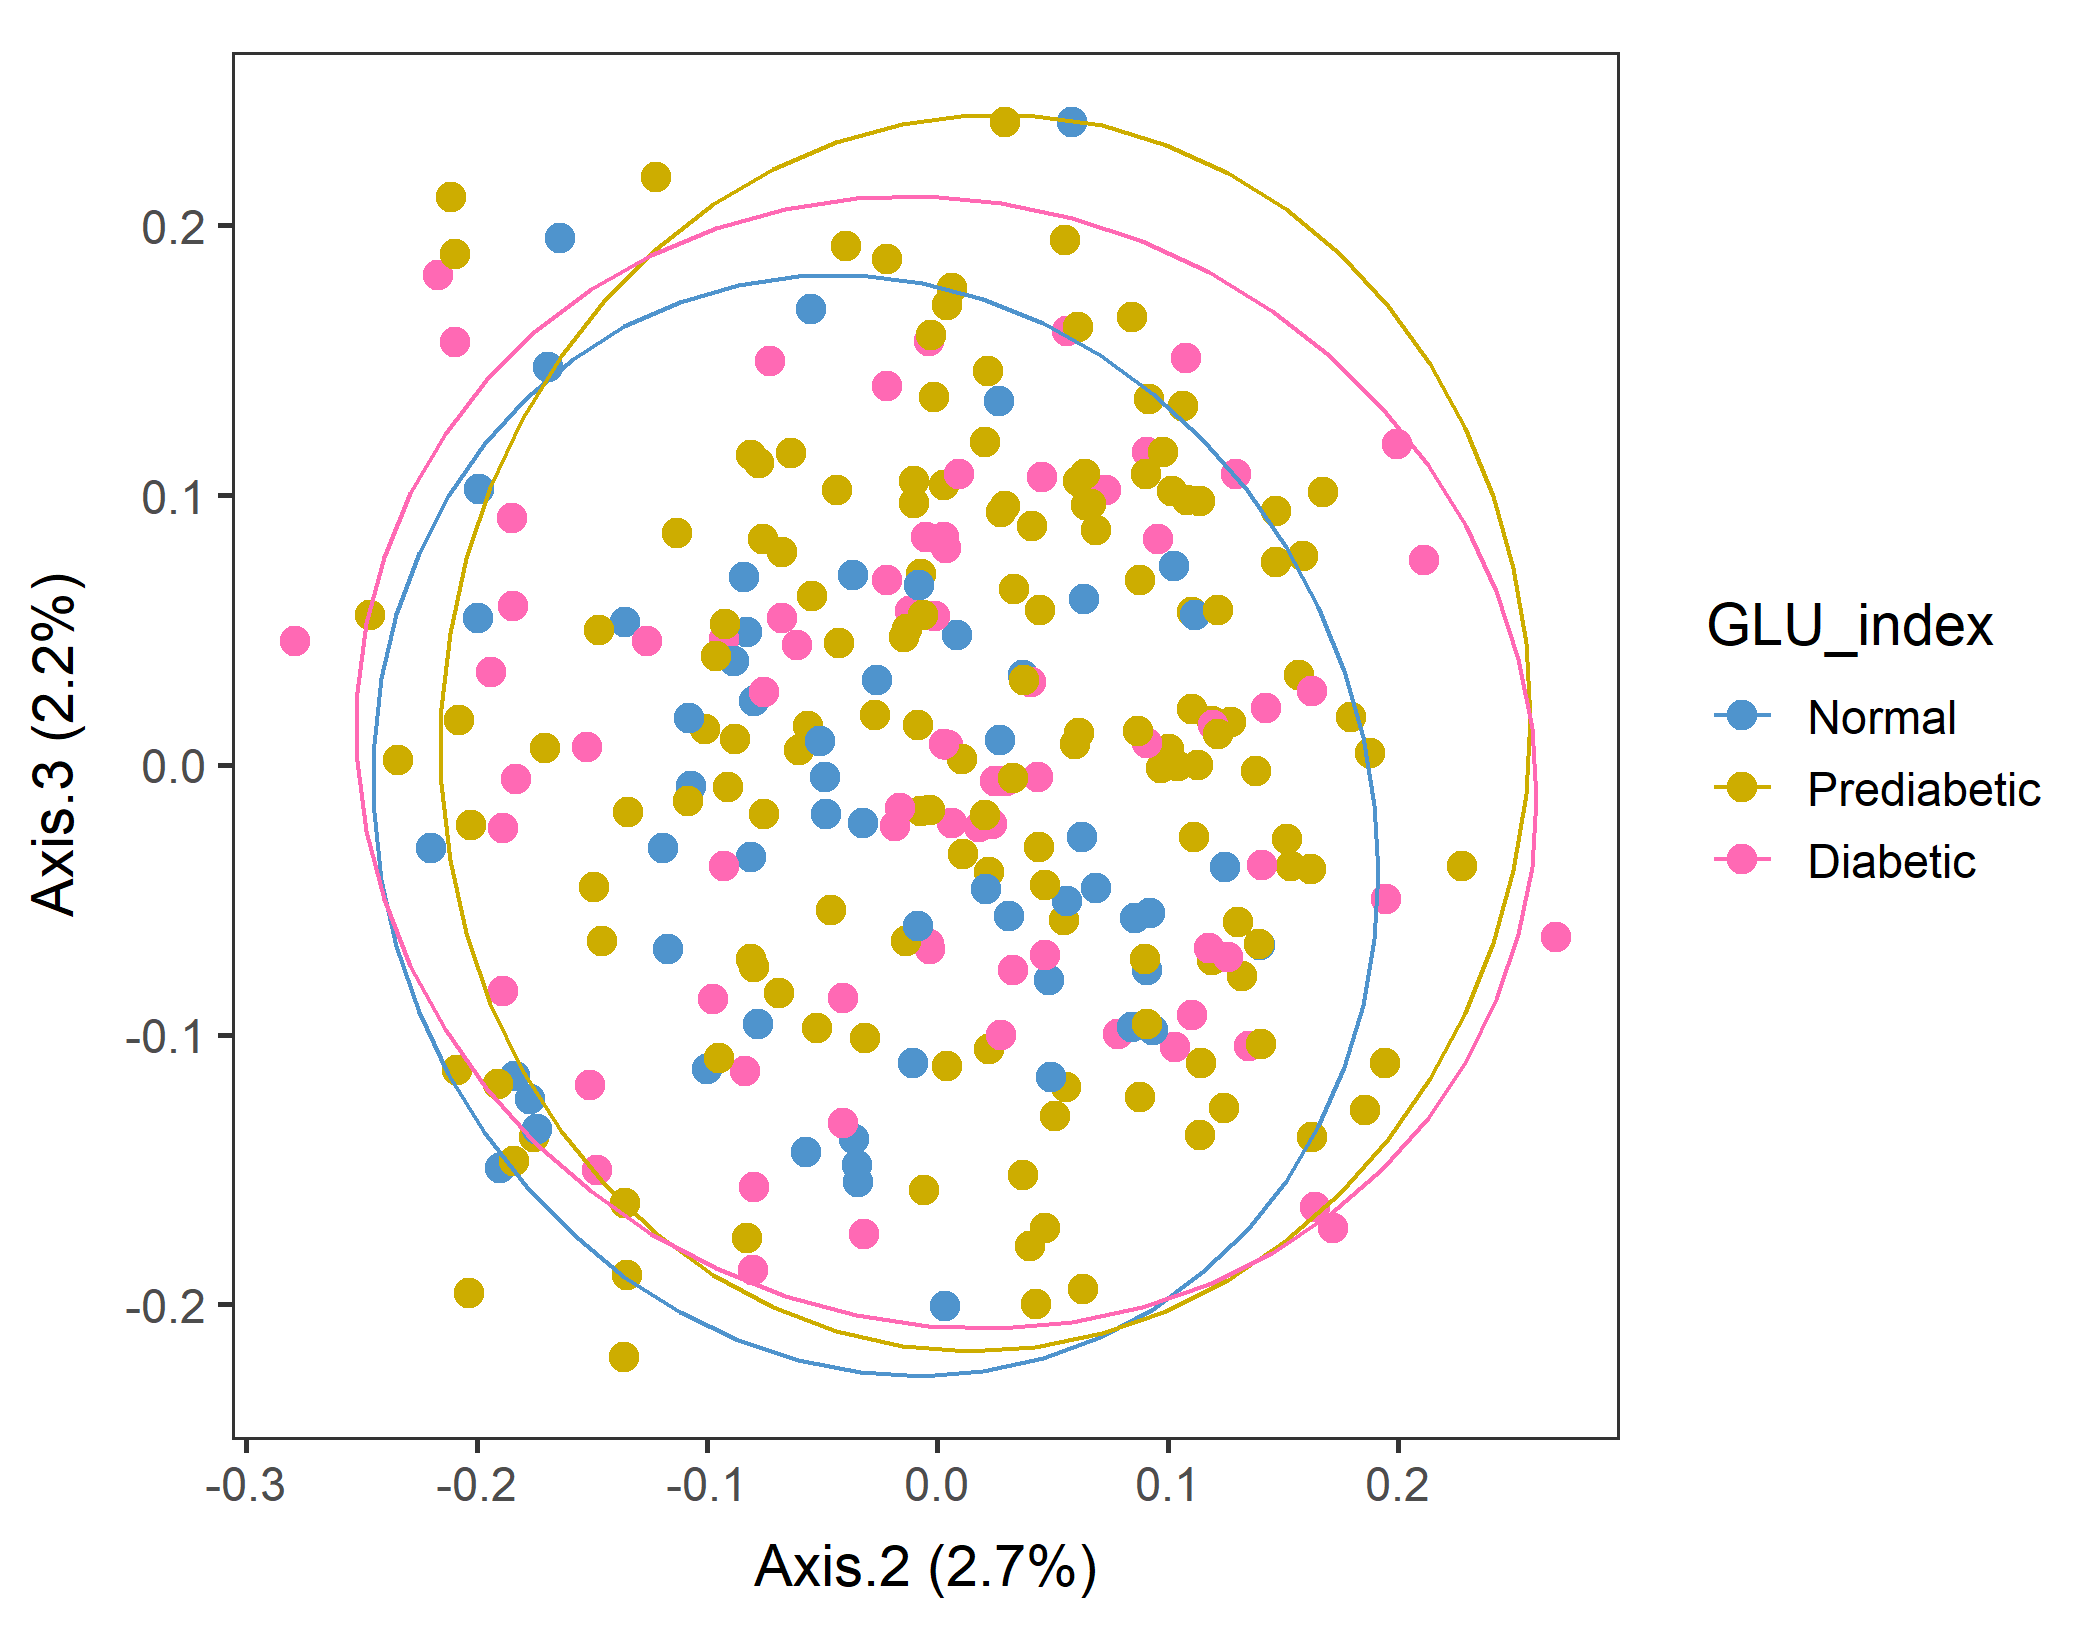 Axis.3 (2.2%)
0.2
0.1
0.0
-0.1
-0.2
-0.3 -0.2 -0.1 0.0 0.1 0.2
Axis.2 (2.7%)
GLU_index
Normal
Prediabetic
Diabetic